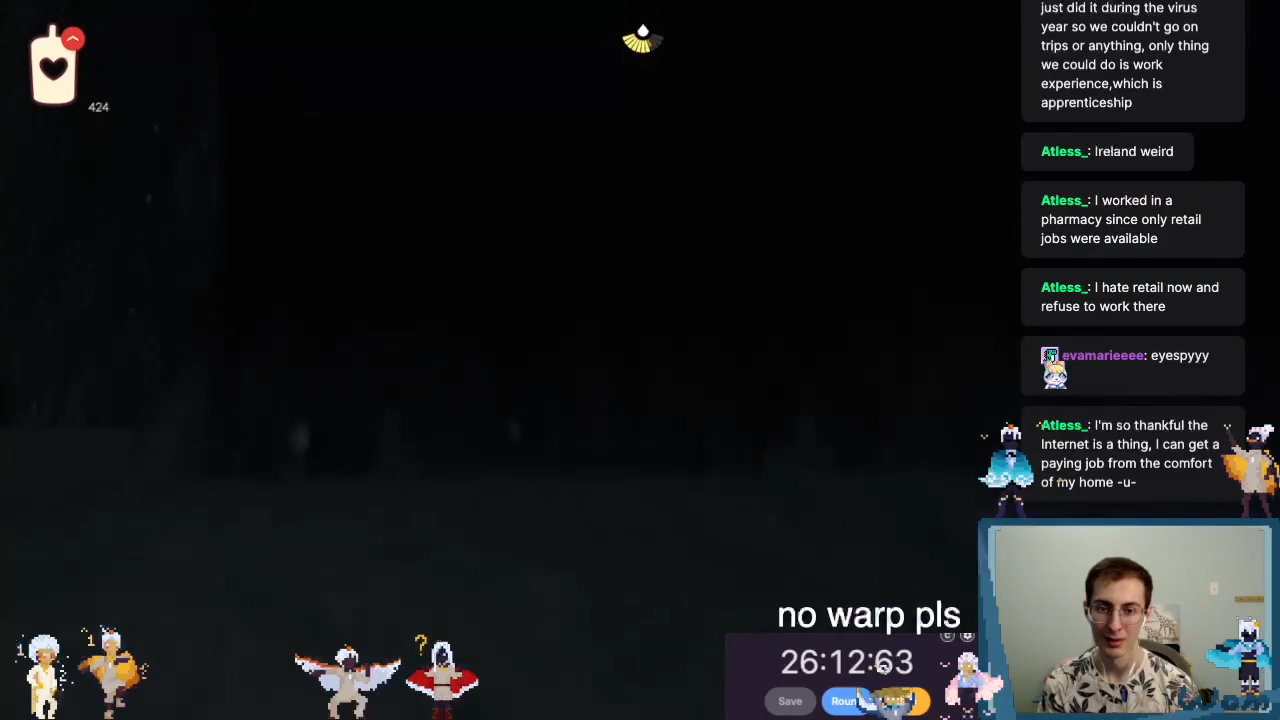 just did it during the virus
year so we couldn't go on
trips or anything, only thing
we could do is work
experience,which is
apprenticeship
Atless_: Ireland weird
Atless_: I worked in a
pharmacy since only retail
jobs were available
Atless_: I hate retail now and
refuse to work there
evamarieeee: eyespyyy
Atless_: I'm so thankful the
Internet is a thing, I can get a
paying job from the comfort
of my home -u-
424
no warp pls
26:12:63
Save
1
1
?